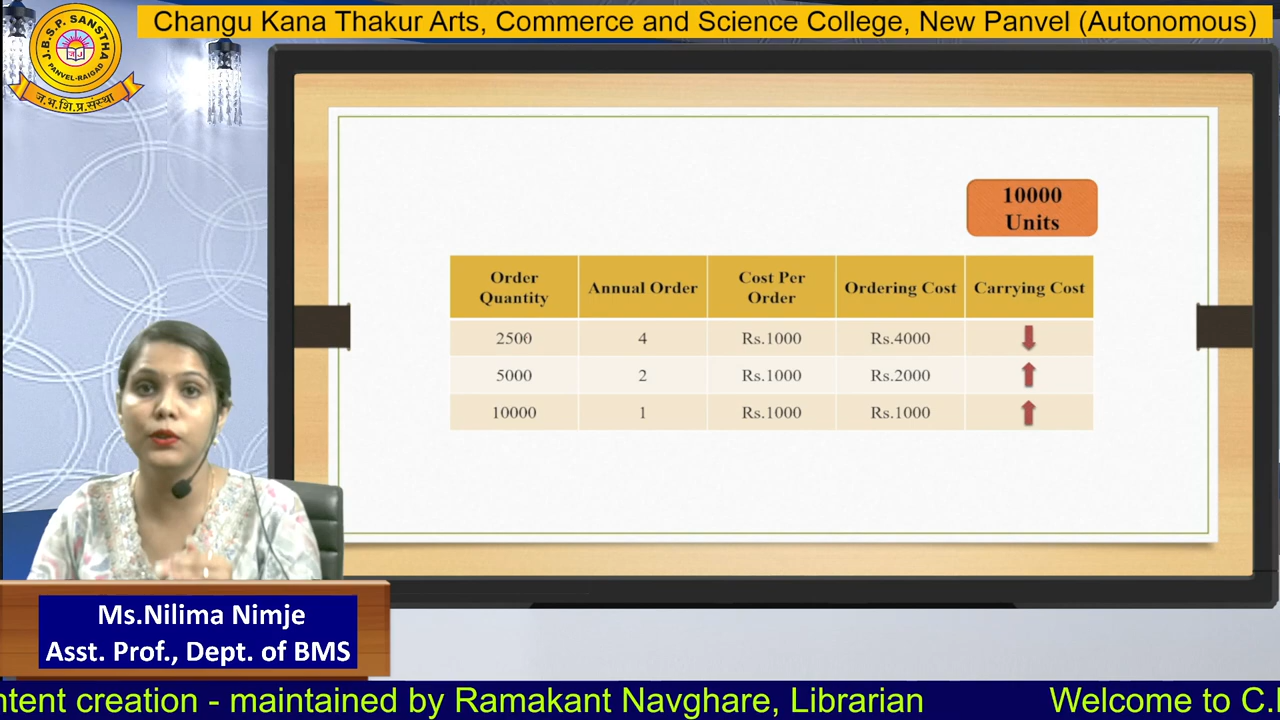 Changu Kana Thakur Arts, Commerce and Science College, New Panvel (Autonomous)
J.B.S.P. SANSTHA
PANVEL-RAIGAD
ज.भ.शि.प्र.संस्था
10000
Units
Order Quantity Annual Order Cost Per Order Ordering Cost Carrying Cost
2500 4 Rs.1000 Rs.4000
5000 2 Rs.1000 Rs.2000
10000 1 Rs.1000 Rs.1000
Ms.Nilima Nimje
Asst. Prof., Dept. of BMS
ntent creation - maintained by Ramakant Navghare, Librarian Welcome to C.